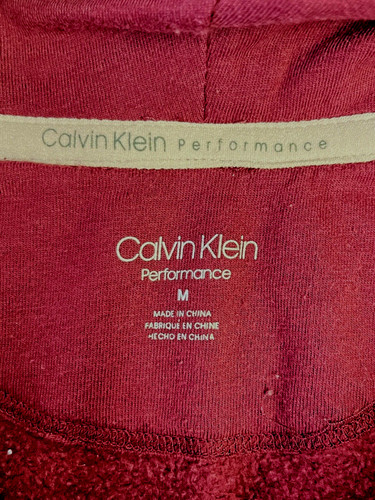 Calvin Klein Performance
Calvin Klein
Performance
M
MADE IN CHINA
FABRIQUÉ EN CHINE
HECHO EN CHINA